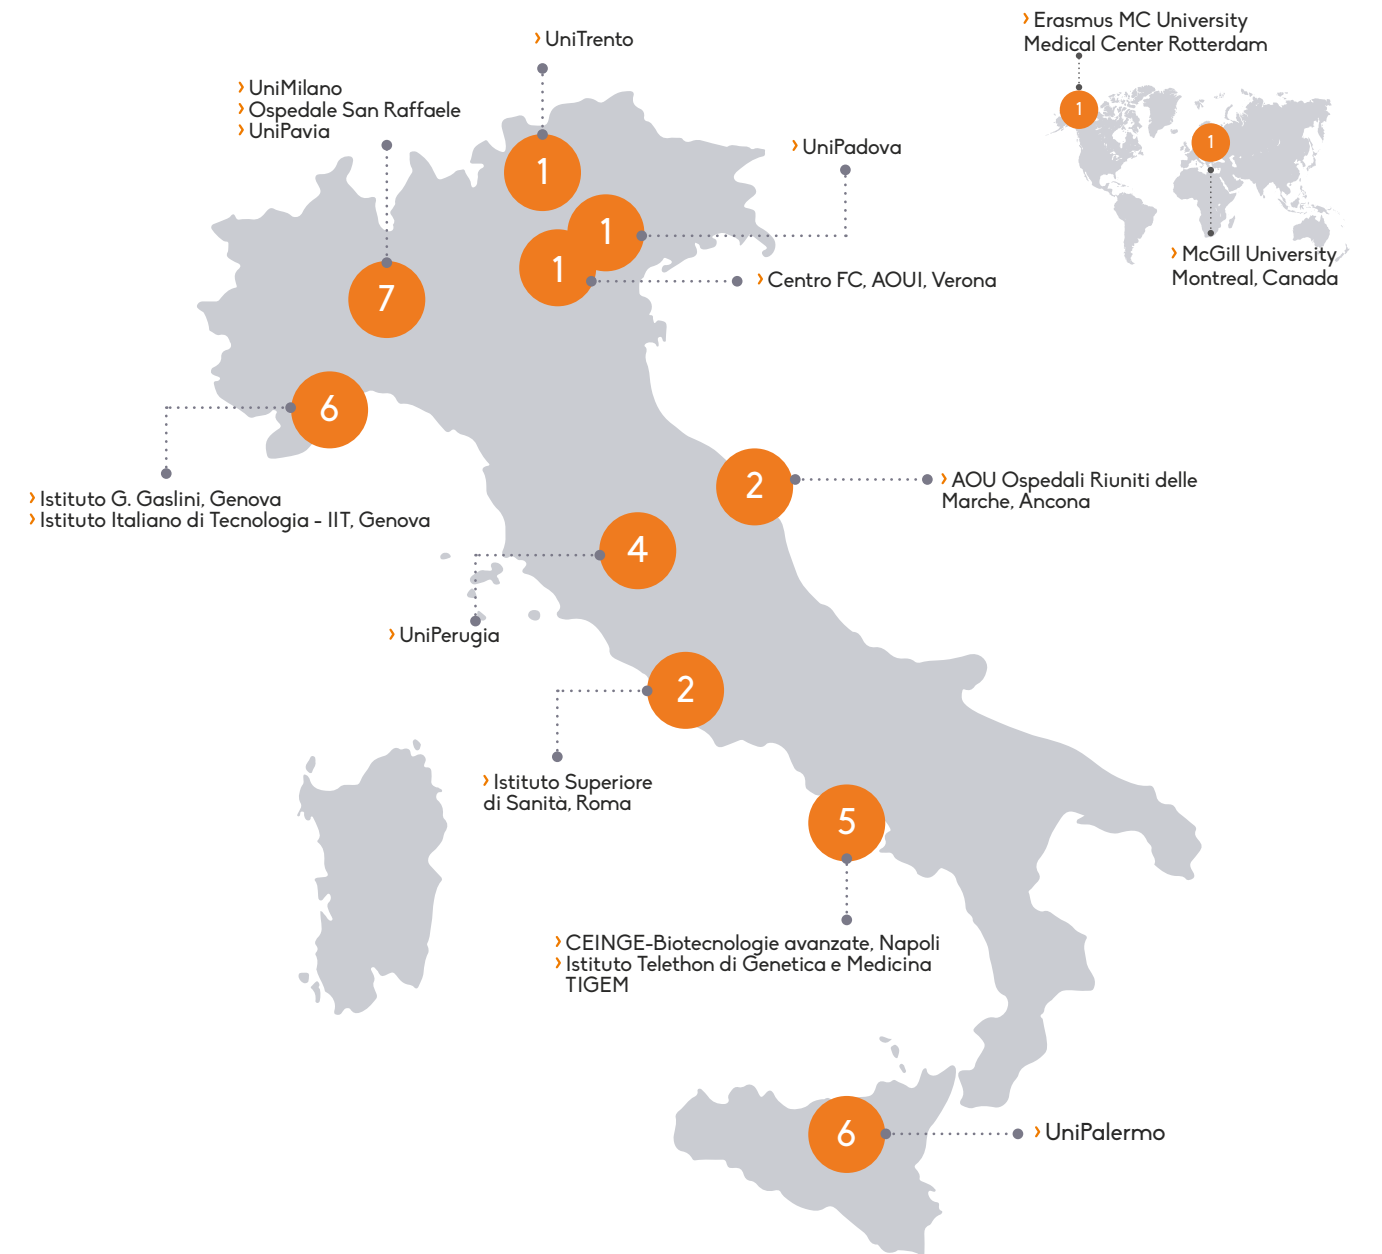 › Erasmus MC University
Medical Center Rotterdam
1
1
› McGill University
Montreal, Canada
› UniTrento
1
› UniMilano
› Ospedale San Raffaele
› UniPavia
7
› UniPadova
1
1
› Centro FC, AOUI, Verona
6
› Istituto G. Gaslini, Genova
› Istituto Italiano di Tecnologia - IIT, Genova
2
› AOU Ospedali Riuniti delle
Marche, Ancona
4
› UniPerugia
2
› Istituto Superiore
di Sanità, Roma
5
› CEINGE-Biotecnologie avanzate, Napoli
› Istituto Telethon di Genetica e Medicina
TIGEM
6
› UniPalermo